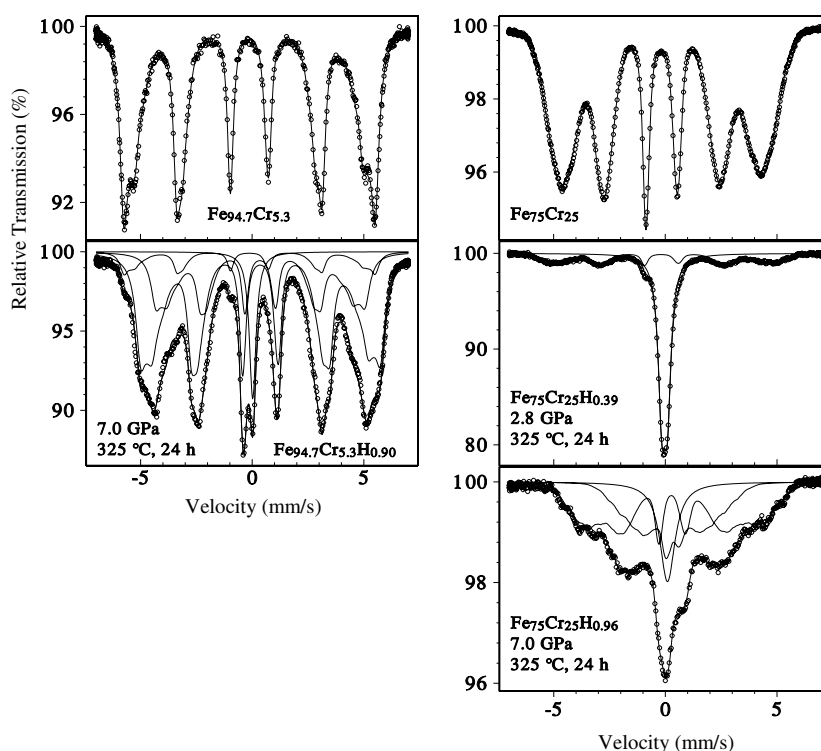 Relative Transmission (%)
100
96
92
Fe94.7Cr5.3
100
95
90
7.0 GPa
325 °C, 24 h
Fe94.7Cr5.3H0.90
-5
0
5
Velocity (mm/s)
100
98
96
Fe75Cr25
100
90
80
Fe75Cr25H0.39
2.8 GPa
325 °C, 24 h
100
98
96
Fe75Cr25H0.96
7.0 GPa
325 °C, 24 h
-5
0
5
Velocity (mm/s)